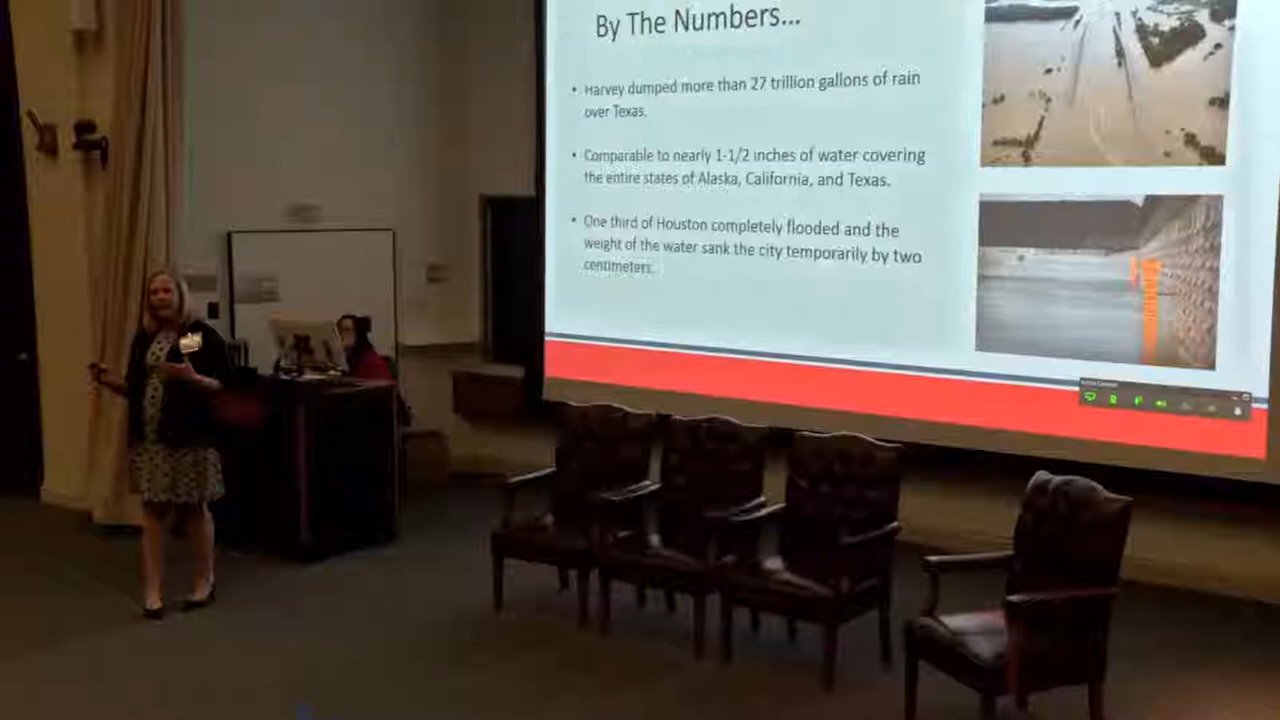 By The Numbers...
• Harvey dumped more than 27 trillion gallons of rain
over Texas.
• Comparable to nearly 1-1/2 inches of water covering
the entire states of Alaska, California, and Texas.
• One third of Houston completely flooded and the
weight of the water sank the city temporarily by two
centimeters.